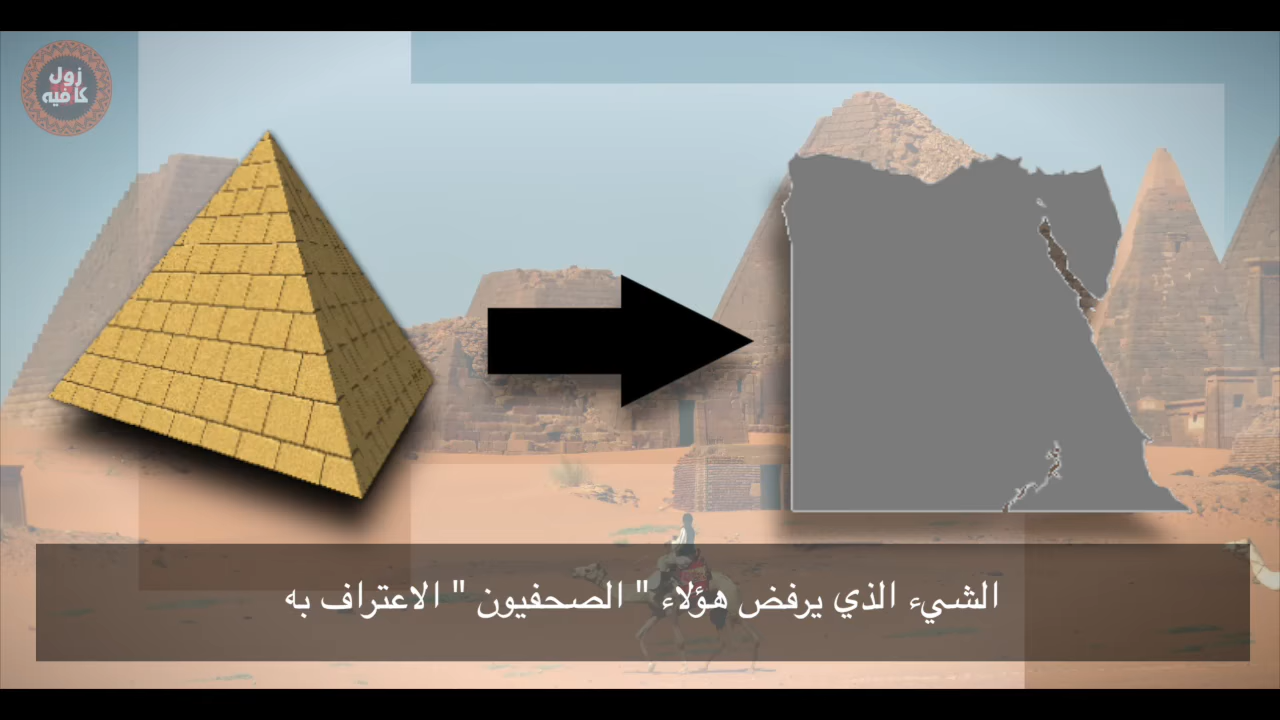 زول
كافيه
الشيء الذي يرفض هؤلاء " الصحفيون " الاعتراف به